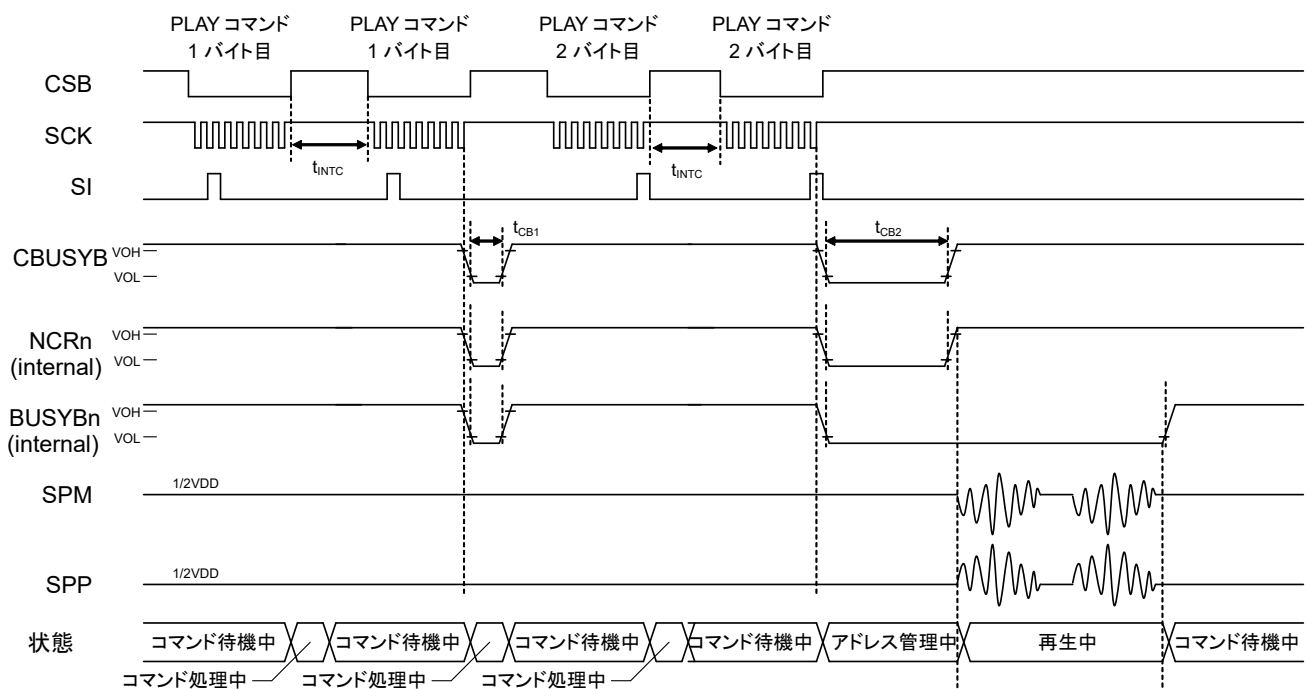 PLAY コマンド
1 バイト目
PLAY コマンド
1 バイト目
PLAY コマンド
2 バイト目
PLAY コマンド
2 バイト目
CSB
SCK
tINTC
tINTC
SI
CBUSYB
VOH
VOL
tCB1
tCB2
NCRn
(internal)
VOH
VOL
BUSYBn
(internal)
VOH
VOL
SPM
1/2VDD
SPP
1/2VDD
状態
コマンド待機中
コマンド待機中
コマンド待機中
コマンド待機中
アドレス管理中
再生中
コマンド待機中
コマンド処理中
コマンド処理中
コマンド処理中